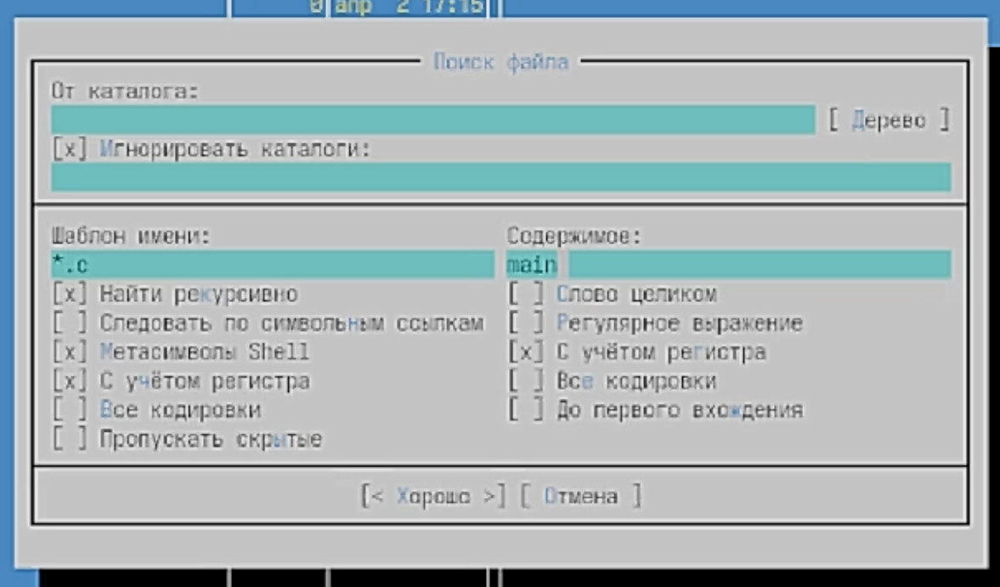 0 апр 2 17:15
Поиск файла
От каталога:
[ Дерево ]
[x] Игнорировать каталоги:
Шаблон имени: Содержимое:
*.c main
[x] Найти рекурсивно [ ] Слово целиком
[ ] Следовать по символьным ссылкам [ ] Регулярное выражение
[x] Метасимволы Shell [x] С учётом регистра
[x] С учётом регистра [ ] Все кодировки
[ ] Все кодировки [ ] До первого вхождения
[ ] Пропускать скрытые
[< Хорошо >] [ Отмена ]